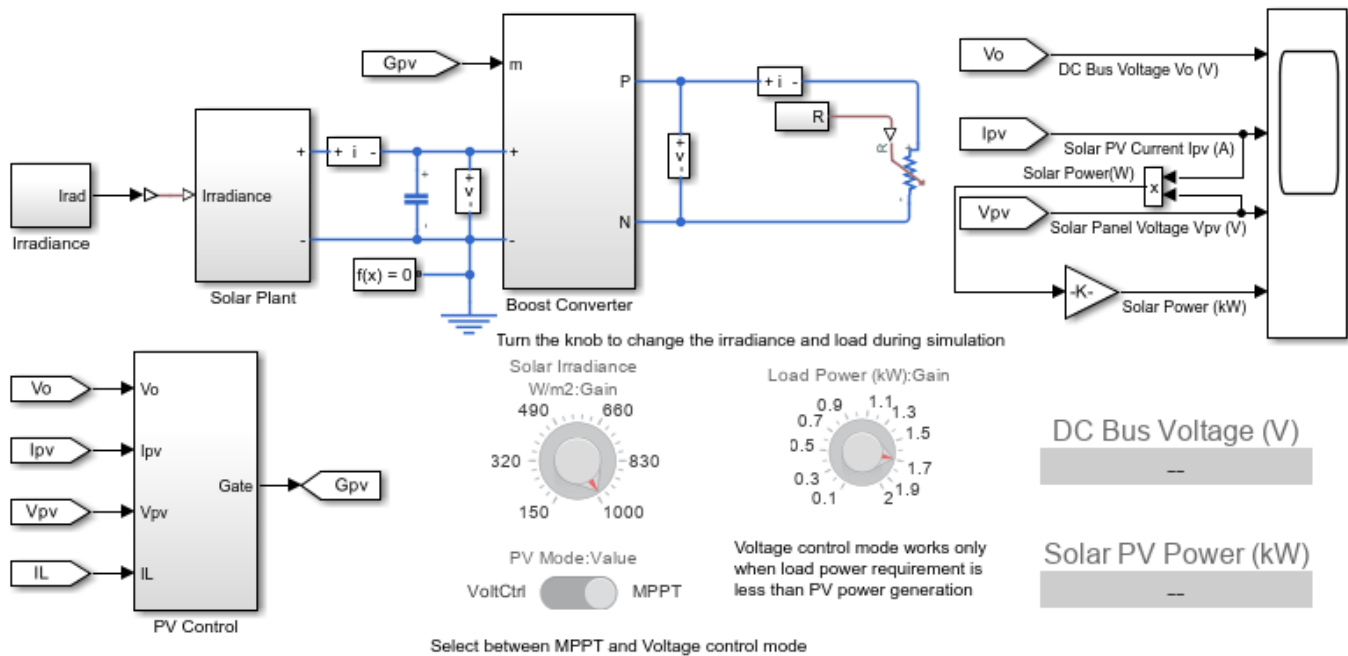 Vo
DC Bus Voltage Vo (V)
Gpv
m
P
+ i -
R
R
+
-
+ v -
N
Ipv
Solar PV Current Ipv (A)
Solar Power(W)
x
Vpv
Solar Panel Voltage Vpv (V)
-K-
Solar Power (kW)
Irad
Irradiance
Irradiance
+
-
Solar Plant
+ i -
+
-
+ v -
+
-
f(x) = 0
Boost Converter
Turn the knob to change the irradiance and load during simulation
Vo
Ipv
Vpv
IL
Vo
Ipv
Vpv
IL
Gate
Gpv
PV Control
Solar Irradiance
W/m2:Gain
490
660
320
830
150
1000
Load Power (kW):Gain
0.9
1.1
1.3
0.7
1.5
0.5
1.7
0.3
1.9
0.1
2
DC Bus Voltage (V)
--
PV Mode:Value
VoltCtrl
MPPT
Voltage control mode works only
when load power requirement is
less than PV power generation
Solar PV Power (kW)
--
Select between MPPT and Voltage control mode